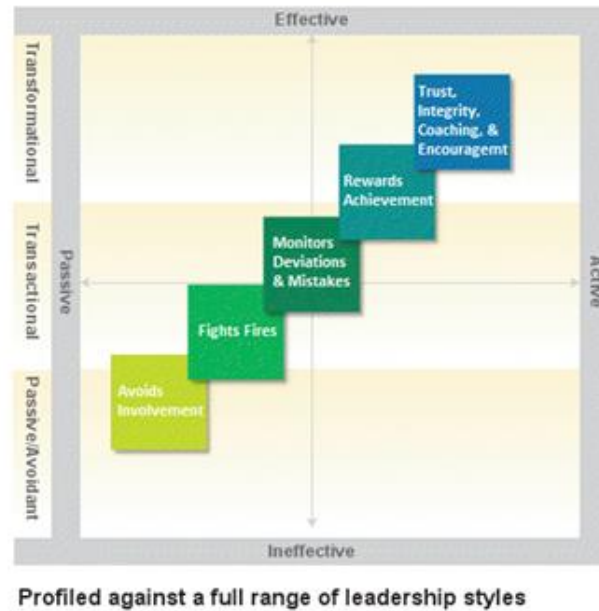 Effective
Transformational
Transactional
Passive/Avoidant
Passive
Active
Trust,
Integrity,
Coaching, &
Encouragemt
Rewards
Achievement
Monitors
Deviations
& Mistakes
Fights Fires
Avoids
Involvement
Ineffective
Profiled against a full range of leadership styles